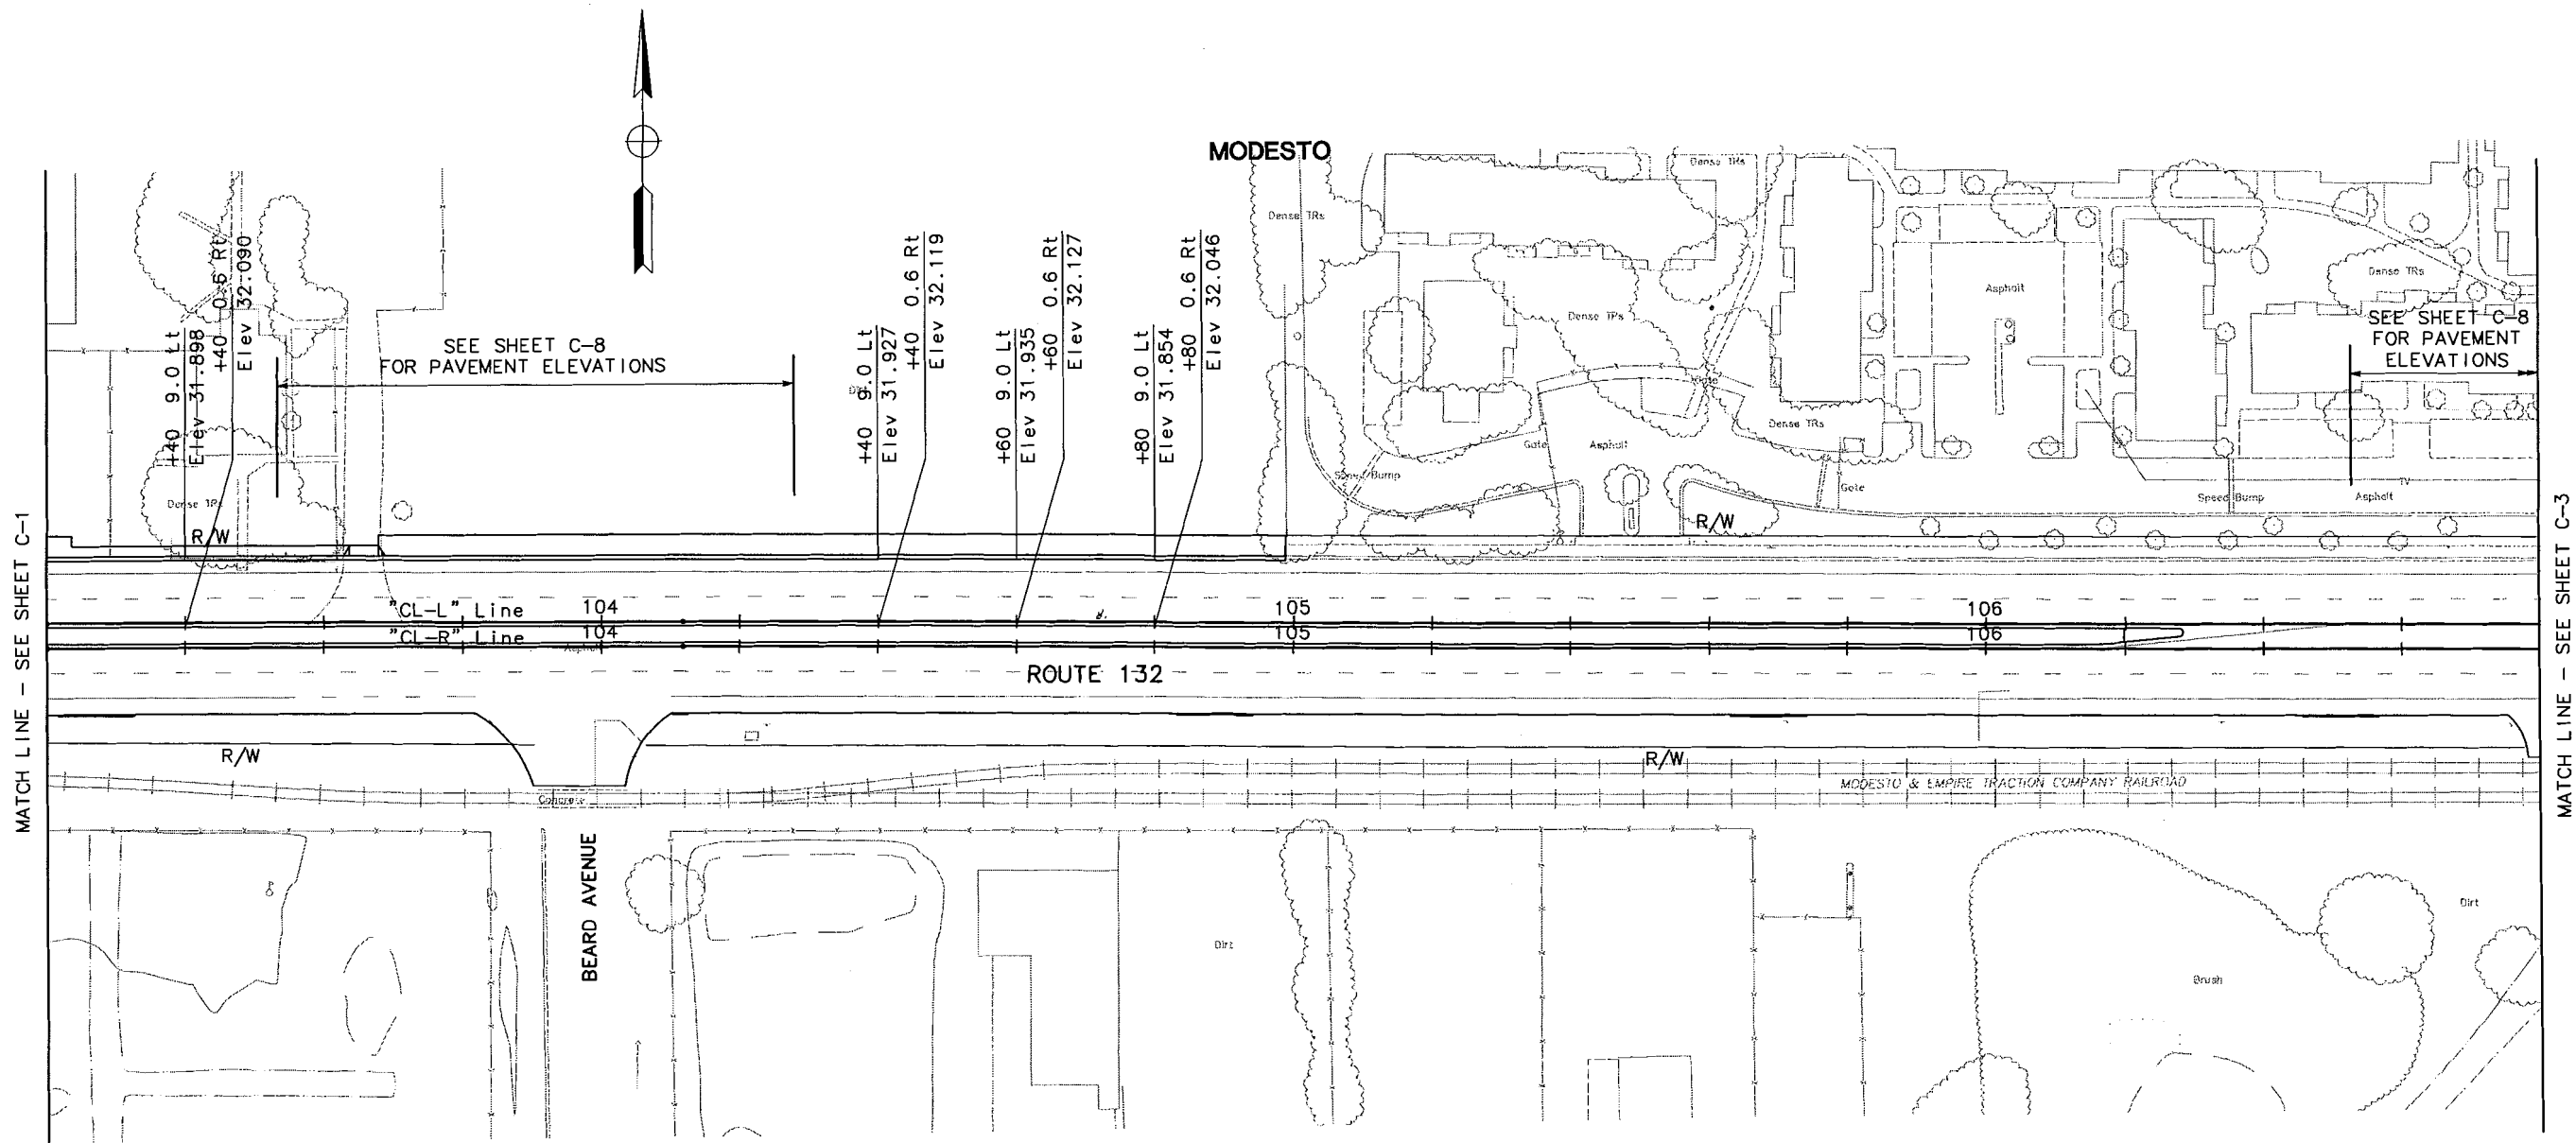 MODESTO
Dense TRs
Dense TRs
Dense TRs
Asphalt
Dense TRs
+40 9.0 Lt
Elev 31.898
+40 0.6 Rt
Elev 32.090
SEE SHEET C-8
FOR PAVEMENT ELEVATIONS
+40 9.0 Lt
Elev 31.927
+40 0.6 Rt
Elev 32.119
+60 9.0 Lt
Elev 31.935
+60 0.6 Rt
Elev 32.127
+80 9.0 Lt
Elev 31.854
+80 0.6 Rt
Elev 32.046
SEE SHEET C-8
FOR PAVEMENT
ELEVATIONS
Dense TRs
Gate
Asphalt
Speed Bump
Gate
Speed Bump
Asphalt
TV
Dense TRs
R/W
R/W
MATCH LINE - SEE SHEET C-1
MATCH LINE - SEE SHEET C-3
"CL-L" Line 104 105 106
"CL-R" Line 104 105 106
ROUTE 132
R/W
R/W
MODESTO & EMPIRE TRACTION COMPANY RAILROAD
Concrete
BEARD AVENUE
Dirt
Dirt
Brush